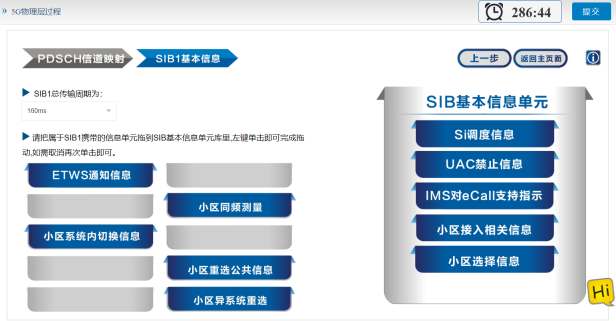 » 5G物理层过程
286:44
提交
PDSCH信道映射
SIB1基本信息
上一步
返回主页面
SIB1总传输周期为:
160ms
请把属于SIB1携带的信息单元拖到SIB基本信息单元库里,左键单击即可完成拖
动,如需取消再次单击即可。
ETWS通知信息
小区同频测量
小区系统内切换信息
小区重选公共信息
小区异系统重选
SIB基本信息单元
Si调度信息
UAC禁止信息
IMS对eCall支持指示
小区接入相关信息
小区选择信息
Hi